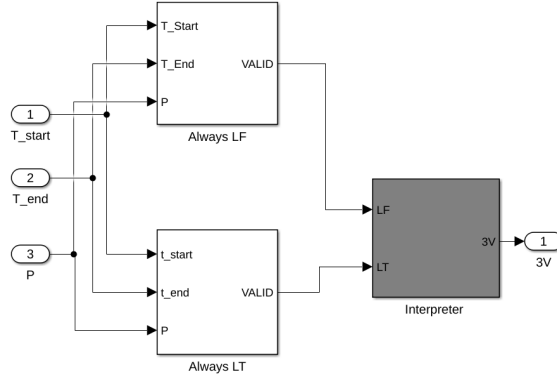 T_Start
T_End
VALID
P
Always LF
1
T_start
2
T_end
3
P
t_start
t_end
VALID
P
Always LT
LF
3V
LT
Interpreter
1
3V